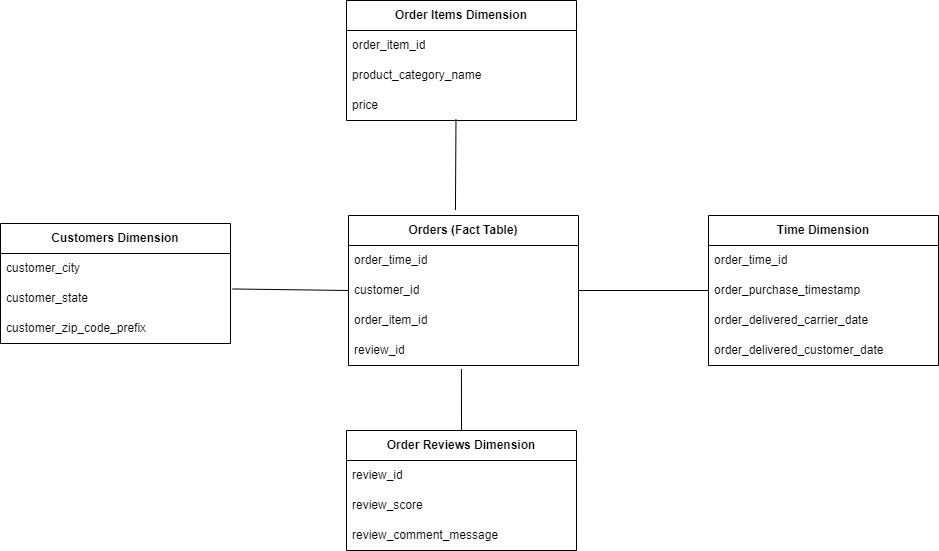 Order Items Dimension
order_item_id
product_category_name
price
Customers Dimension
customer_city
customer_state
customer_zip_code_prefix
Orders (Fact Table)
order_time_id
customer_id
order_item_id
review_id
Time Dimension
order_time_id
order_purchase_timestamp
order_delivered_carrier_date
order_delivered_customer_date
Order Reviews Dimension
review_id
review_score
review_comment_message